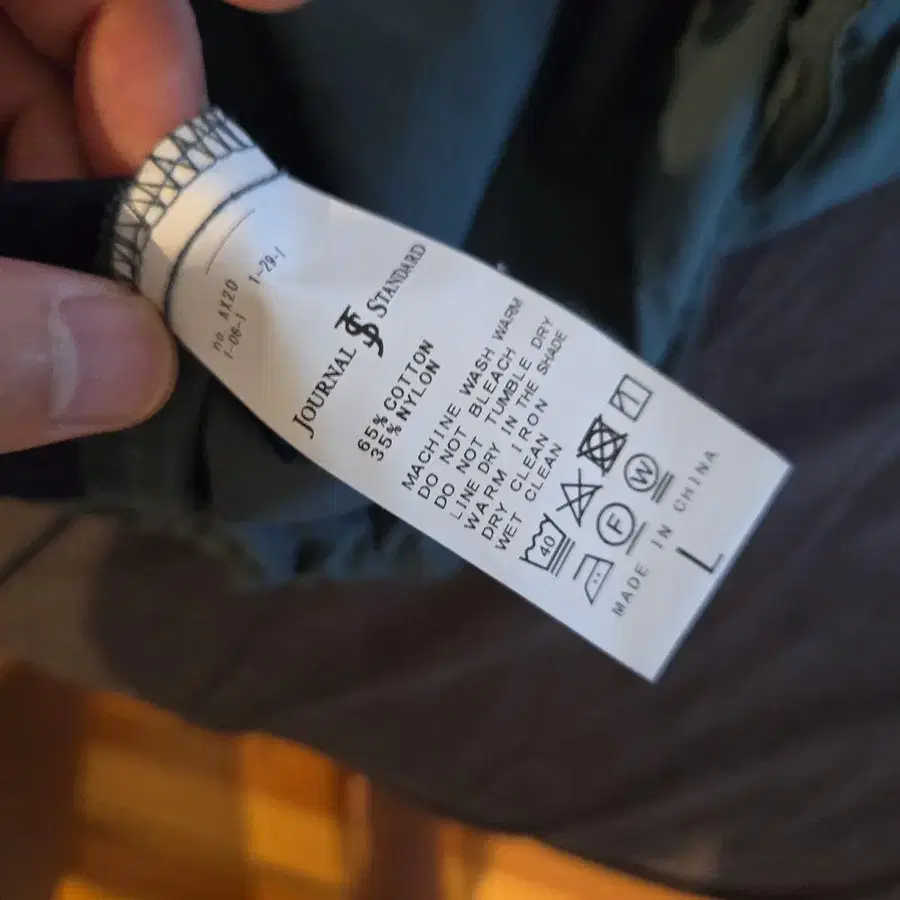 no. AX20
1-06-1 1-29-1
JOURNAL JS STANDARD
65% COTTON
35% NYLON
MACHINE WASH WARM
DO NOT BLEACH
DO NOT TUMBLE DRY
LINE DRY IN THE SHADE
WARM IRON
DRY CLEAN
WET CLEAN
40
F W
MADE IN CHINA
L